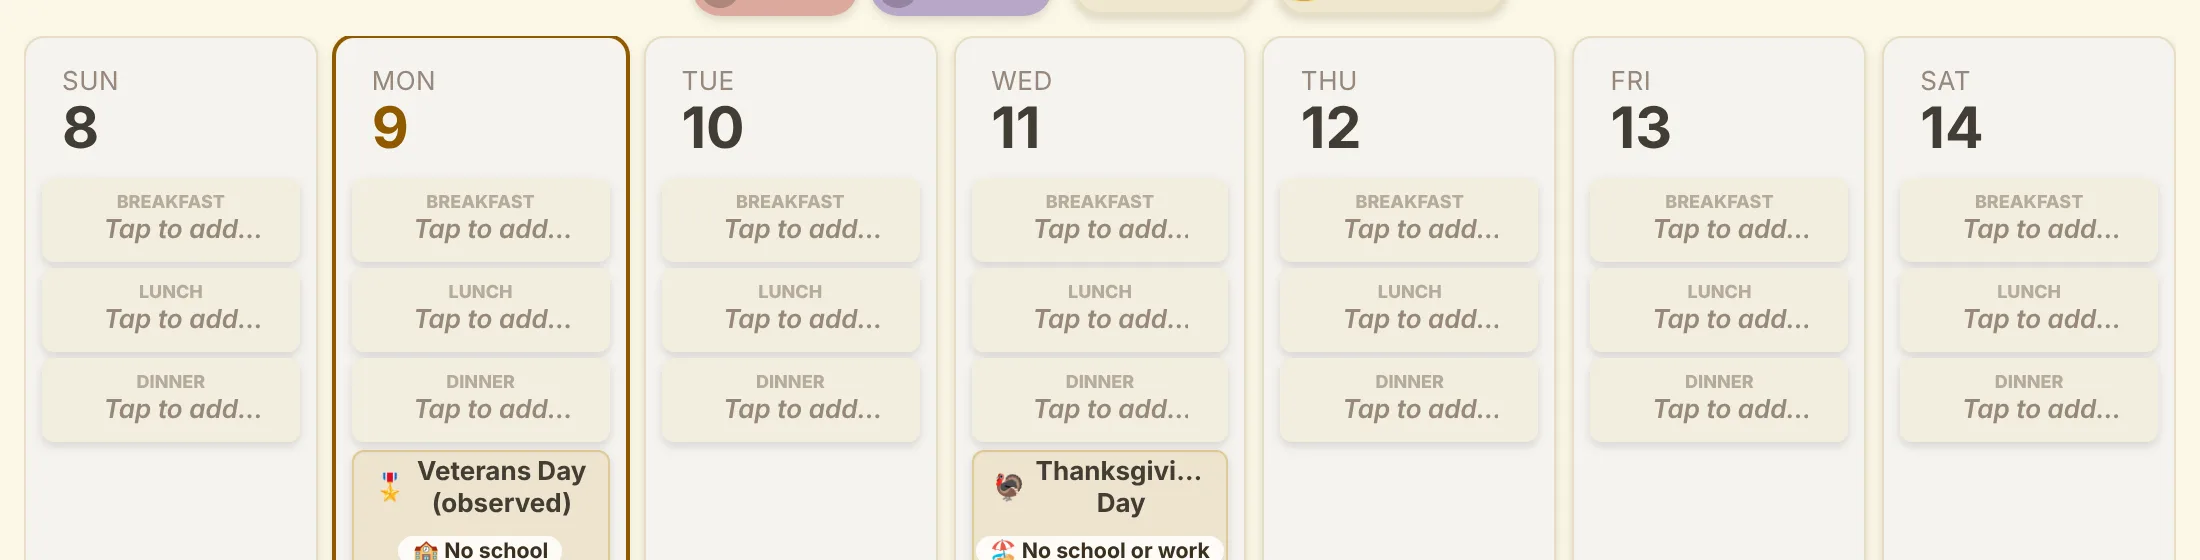 SUN
8
BREAKFAST
Tap to add...
LUNCH
Tap to add...
DINNER
Tap to add...
MON
9
BREAKFAST
Tap to add...
LUNCH
Tap to add...
DINNER
Tap to add...
Veterans Day
(observed)
No school
TUE
10
BREAKFAST
Tap to add...
LUNCH
Tap to add...
DINNER
Tap to add...
WED
11
BREAKFAST
Tap to add...
LUNCH
Tap to add...
DINNER
Tap to add...
Thanksgivi...
Day
No school or work
THU
12
BREAKFAST
Tap to add...
LUNCH
Tap to add...
DINNER
Tap to add...
FRI
13
BREAKFAST
Tap to add...
LUNCH
Tap to add...
DINNER
Tap to add...
SAT
14
BREAKFAST
Tap to add...
LUNCH
Tap to add...
DINNER
Tap to add...